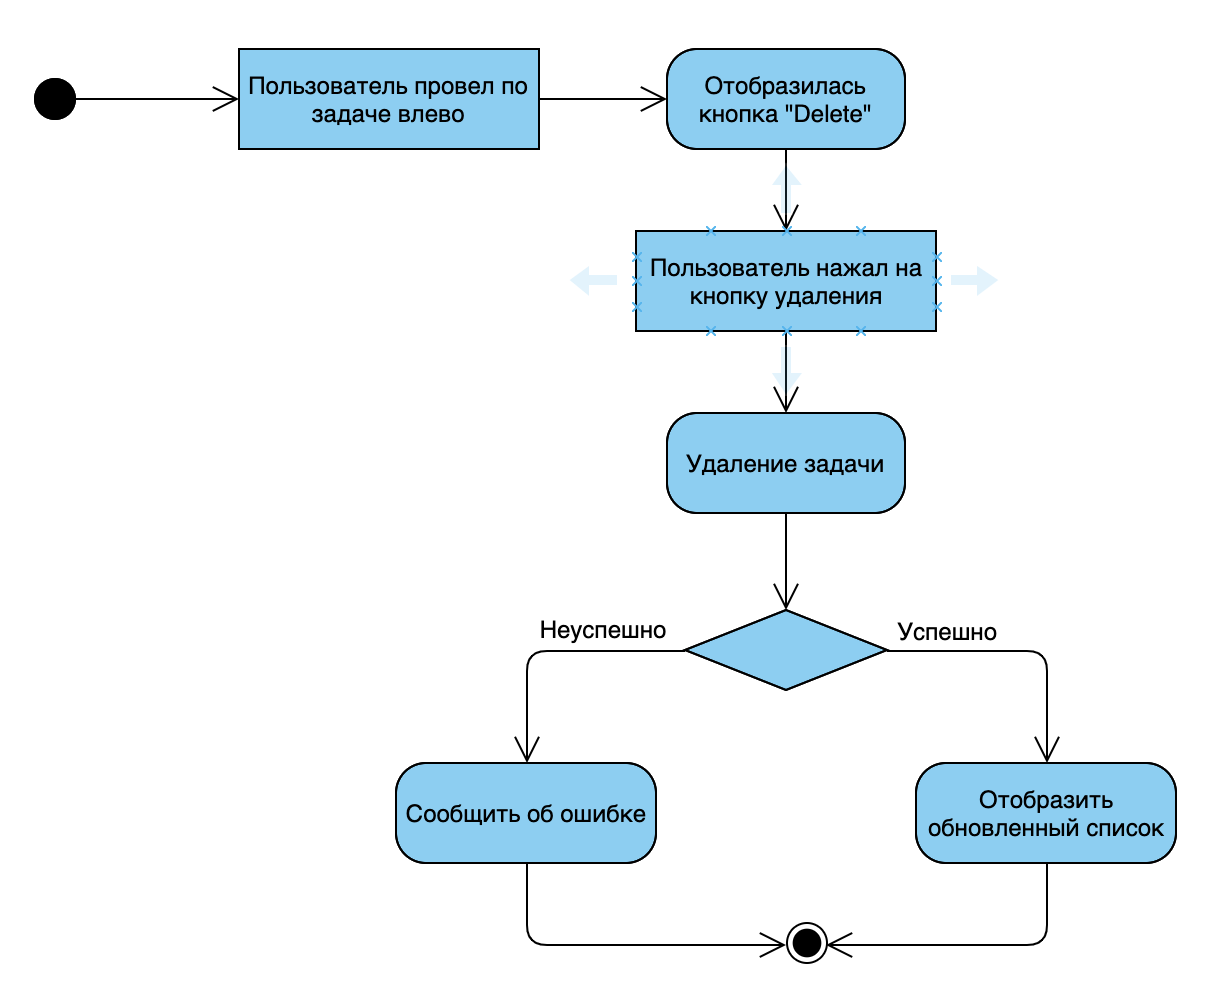 Пользователь провел по
задаче влево
Отобразилась
кнопка "Delete"
Пользователь нажал на
кнопку удаления
Удаление задачи
Неуспешно
Успешно
Сообщить об ошибке
Отобразить
обновленный список